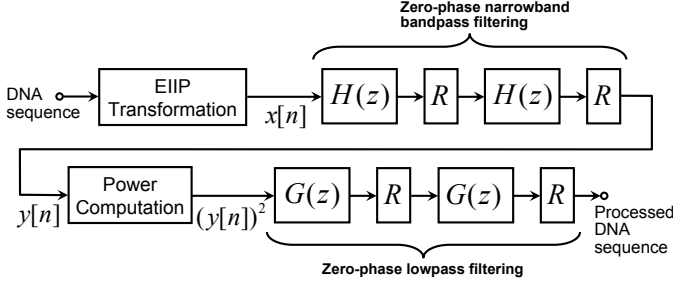 Zero-phase narrowband
bandpass filtering
DNA
sequence
EIIP
Transformation
x[n]
H(z)
R
H(z)
R
y[n]
Power
Computation
(y[n])²
G(z)
R
G(z)
R
Processed
DNA
sequence
Zero-phase lowpass filtering